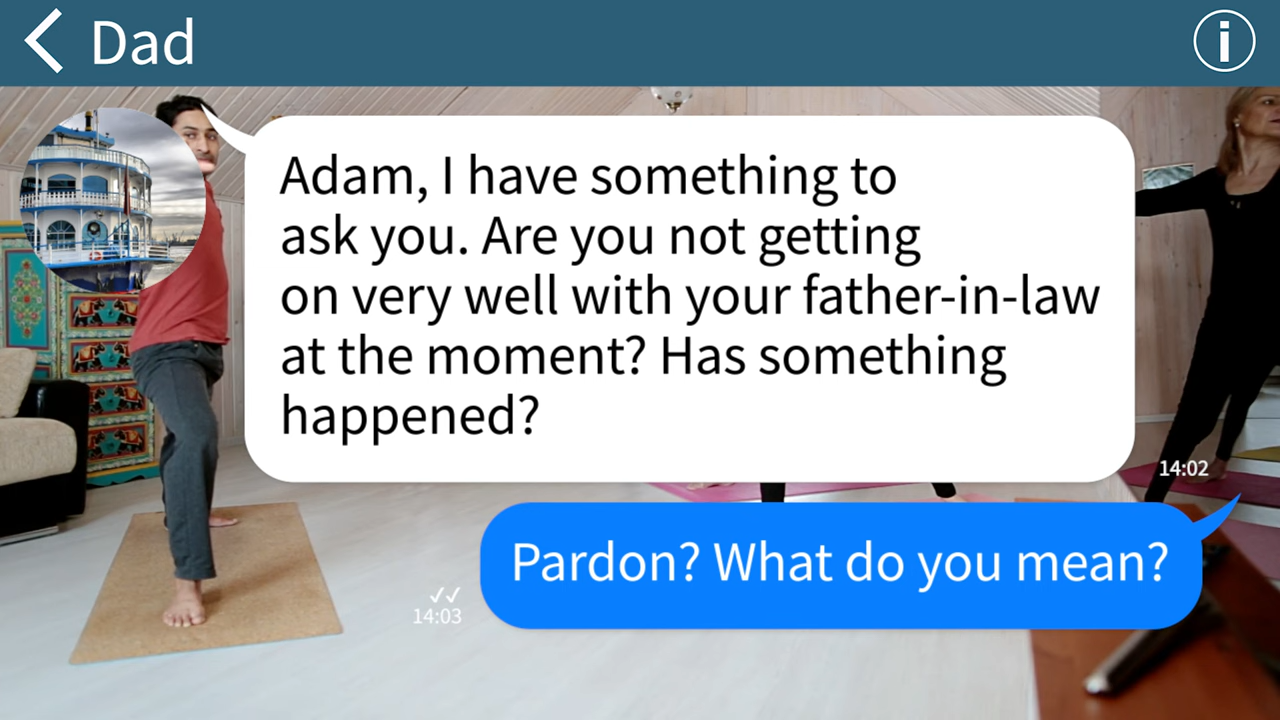 Dad
Adam, I have something to
ask you. Are you not getting
on very well with your father-in-law
at the moment? Has something
happened?
14:02
Pardon? What do you mean?
14:03